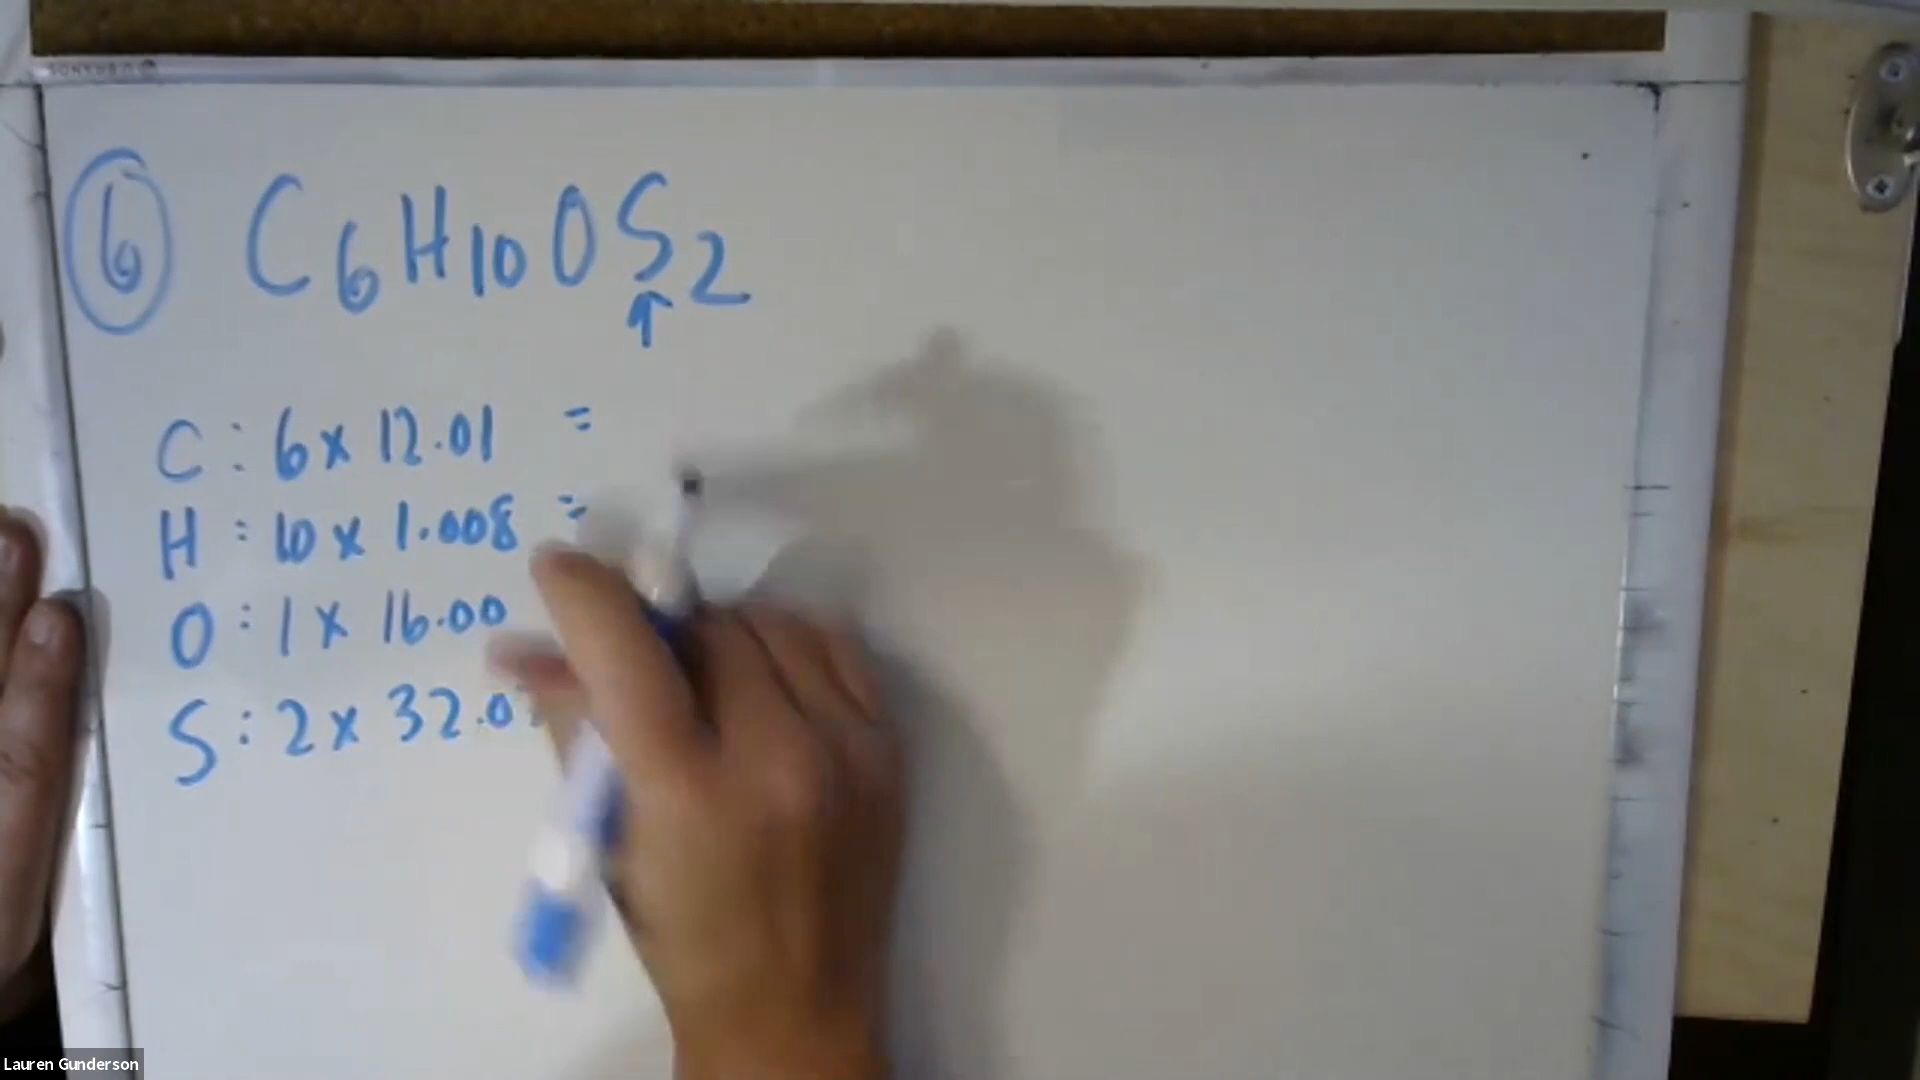 6 C6H10OS2
C: 6 x 12.01 =
H: 10 x 1.008 =
O: 1 x 16.00
S: 2 x 32.0
Lauren Gunderson